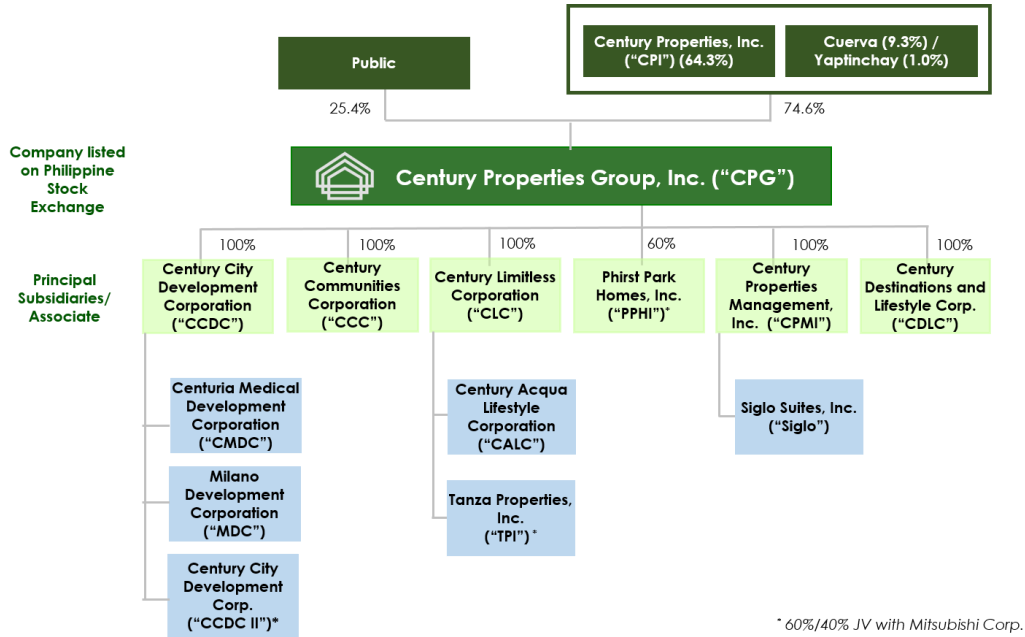 Public
Century Properties, Inc.
(“CPI”) (64.3%)
Cuerva (9.3%) /
Yaptinchay (1.0%)
25.4%
74.6%
Company listed
on Philippine
Stock
Exchange
Century Properties Group, Inc. (“CPG”)
100%
100%
100%
60%
100%
100%
Principal
Subsidiaries/
Associate
Century City
Development
Corporation
(“CCDC”)
Century
Communities
Corporation
(“CCC”)
Century Limitless
Corporation
(“CLC”)
Phirst Park
Homes, Inc.
(“PPHI”)*
Century
Properties
Management,
Inc. (“CPMI”)
Century
Destinations and
Lifestyle Corp.
(“CDLC”)
Centuria Medical
Development
Corporation
(“CMDC”)
Century Acqua
Lifestyle
Corporation
(“CALC”)
Siglo Suites, Inc.
(“Siglo”)
Milano
Development
Corporation
(“MDC”)
Tanza Properties,
Inc.
(“TPI”) *
Century City
Development
Corp.
(“CCDC II”)*
* 60%/40% JV with Mitsubishi Corp.